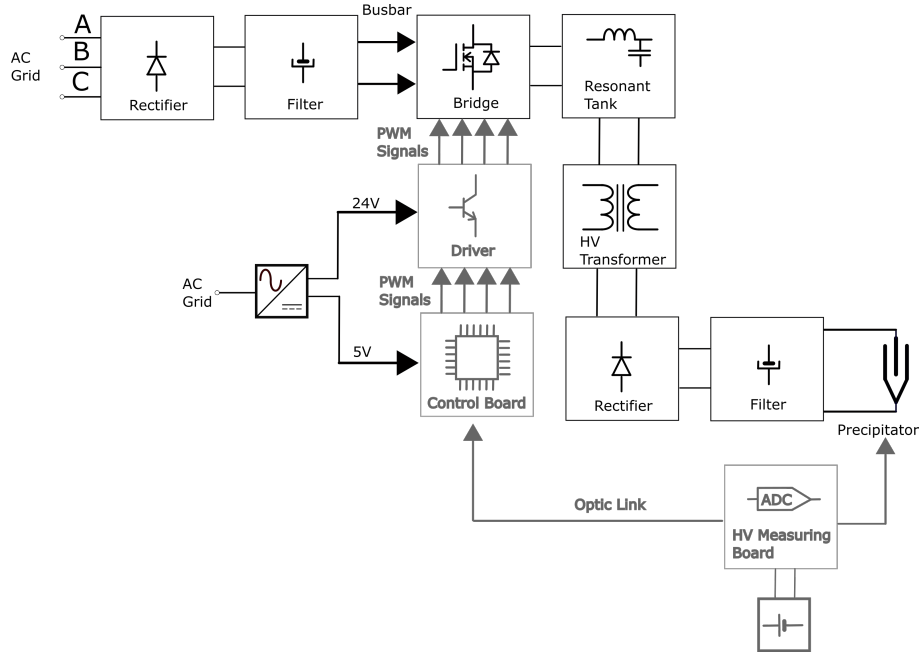 A
B
C
AC
Grid
Rectifier
Filter
Busbar
Bridge
Resonant
Tank
PWM
Signals
24V
Driver
HV
Transformer
AC
Grid
PWM
Signals
5V
Control Board
Rectifier
Filter
Precipitator
Optic Link
ADC
HV Measuring
Board